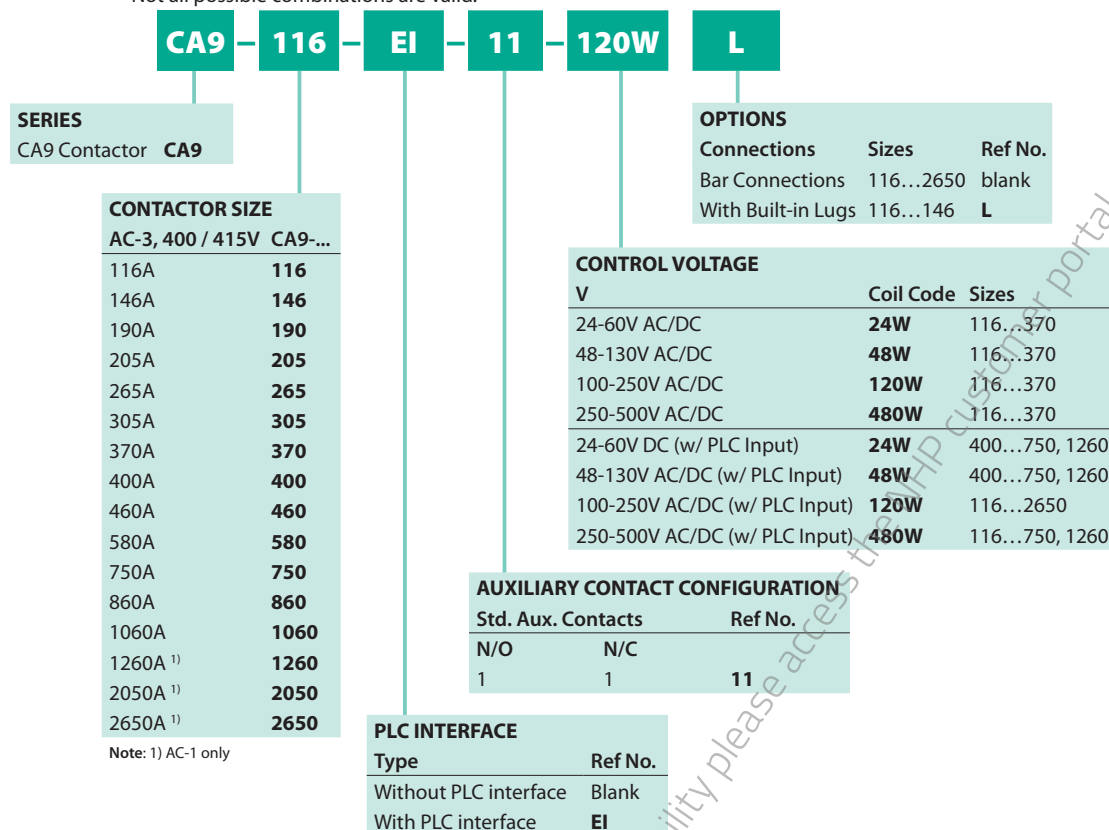 Not all possible combinations are valid.
CA9 – 116 – EI – 11 – 120W L
SERIES
CA9 Contactor CA9
OPTIONS
Connections Sizes Ref No.
Bar Connections 116…2650 blank
With Built-in Lugs 116…146 L
CONTACTOR SIZE
AC-3, 400 / 415V CA9-...
116A 116
146A 146
190A 190
205A 205
265A 265
305A 305
370A 370
400A 400
460A 460
580A 580
750A 750
860A 860
1060A 1060
1260A 1) 1260
2050A 1) 2050
2650A 1) 2650
Note: 1) AC-1 only
CONTROL VOLTAGE
V Coil Code Sizes
24-60V AC/DC 24W 116…370
48-130V AC/DC 48W 116…370
100-250V AC/DC 120W 116…370
250-500V AC/DC 480W 116…370
24-60V DC (w/ PLC Input) 24W 400…750, 1260
48-130V AC/DC (w/ PLC Input) 48W 400…750, 1260
100-250V AC/DC (w/ PLC Input) 120W 116…2650
250-500V AC/DC (w/ PLC Input) 480W 116…750, 1260
AUXILIARY CONTACT CONFIGURATION
Std. Aux. Contacts Ref No.
N/O N/C
1 1 11
PLC INTERFACE
Type Ref No.
Without PLC interface Blank
With PLC interface EI
please access the NHP customer portal